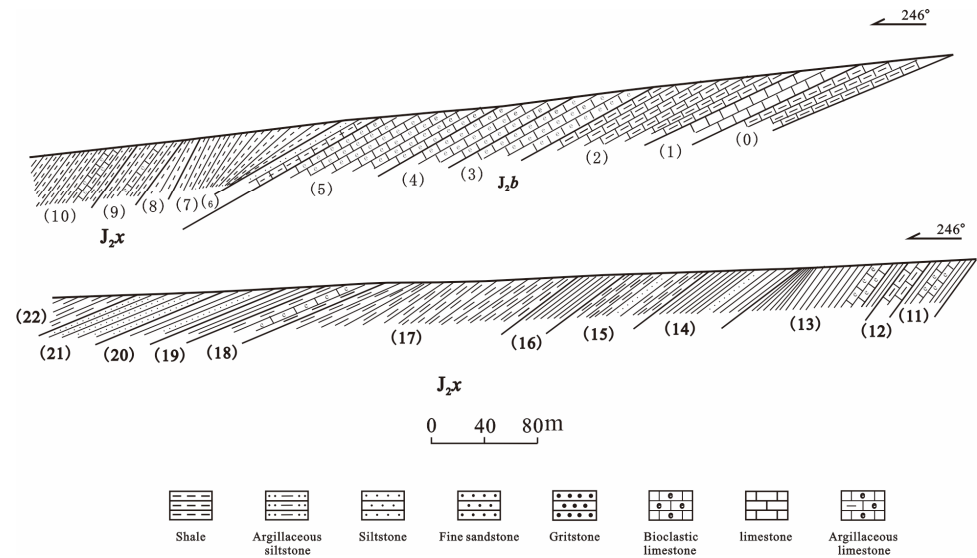 246°
(0)
(1)
(2)
(3)
(4)
(5)
J₂b
(6)
(7)
(8)
(9)
(10)
J₂x
246°
(22)
(21)
(20)
(19)
(18)
(17)
(16)
(15)
(14)
(13)
(12)
(11)
J₂x
0 40 80m
Shale
Argillaceous
siltstone
Siltstone
Fine sandstone
Gritstone
Bioclastic
limestone
limestone
Argillaceous
limestone